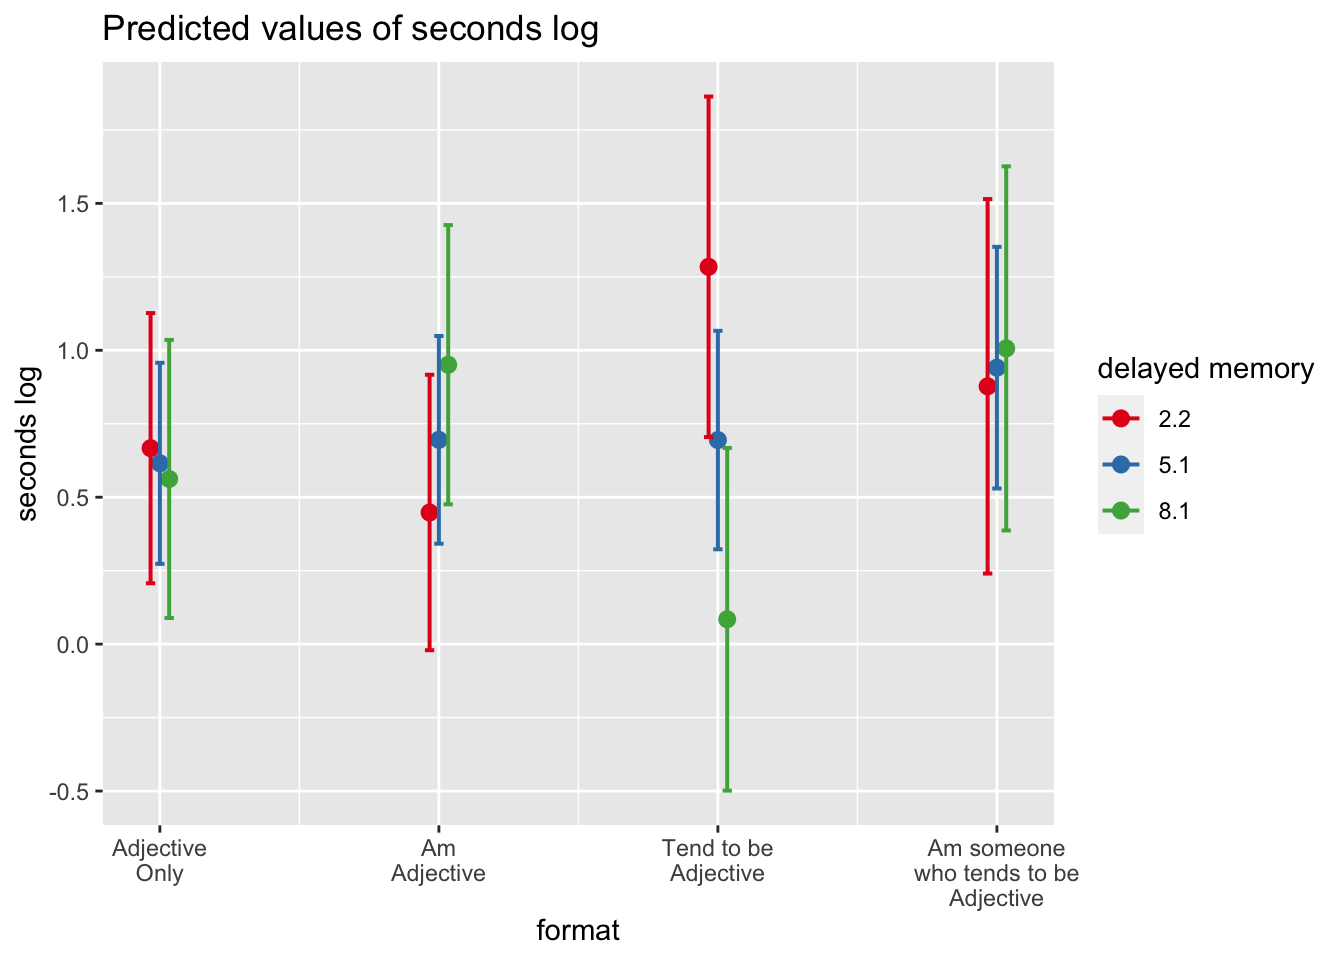 Predicted values of seconds log
seconds log
1.5
1.0
0.5
0.0
-0.5
Adjective
Only
Am
Adjective
Tend to be
Adjective
Am someone
who tends to be
Adjective
format
delayed memory
2.2
5.1
8.1